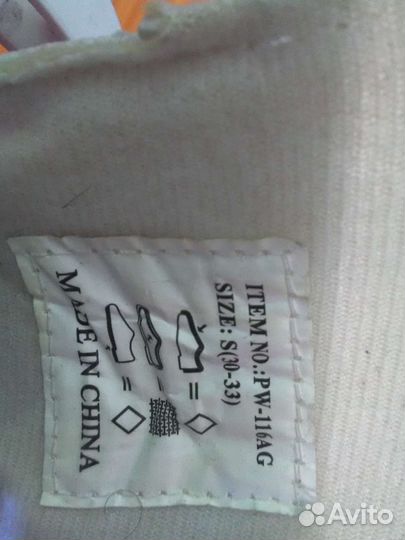 ITEM NO.:PW-116AG
SIZE: S(30-33)
=
=
=
MADE IN CHINA
Avito